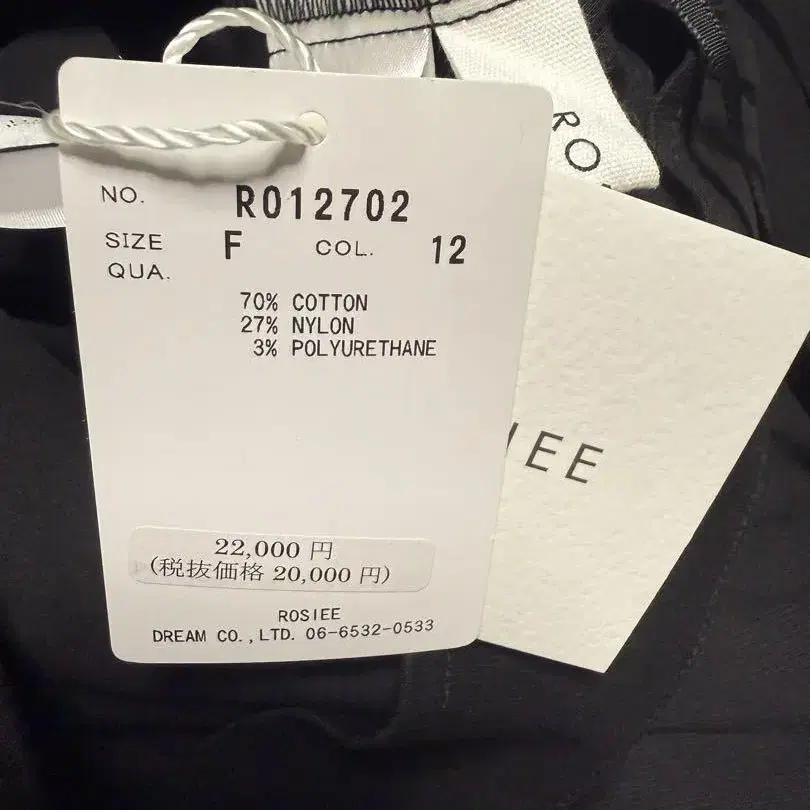 NO. R012702
SIZE F COL. 12
QUA.
70% COTTON
27% NYLON
3% POLYURETHANE
22,000 円
(税抜価格 20,000 円)
ROSIEE
DREAM CO.,LTD. 06-6532-0533
RO
IEE